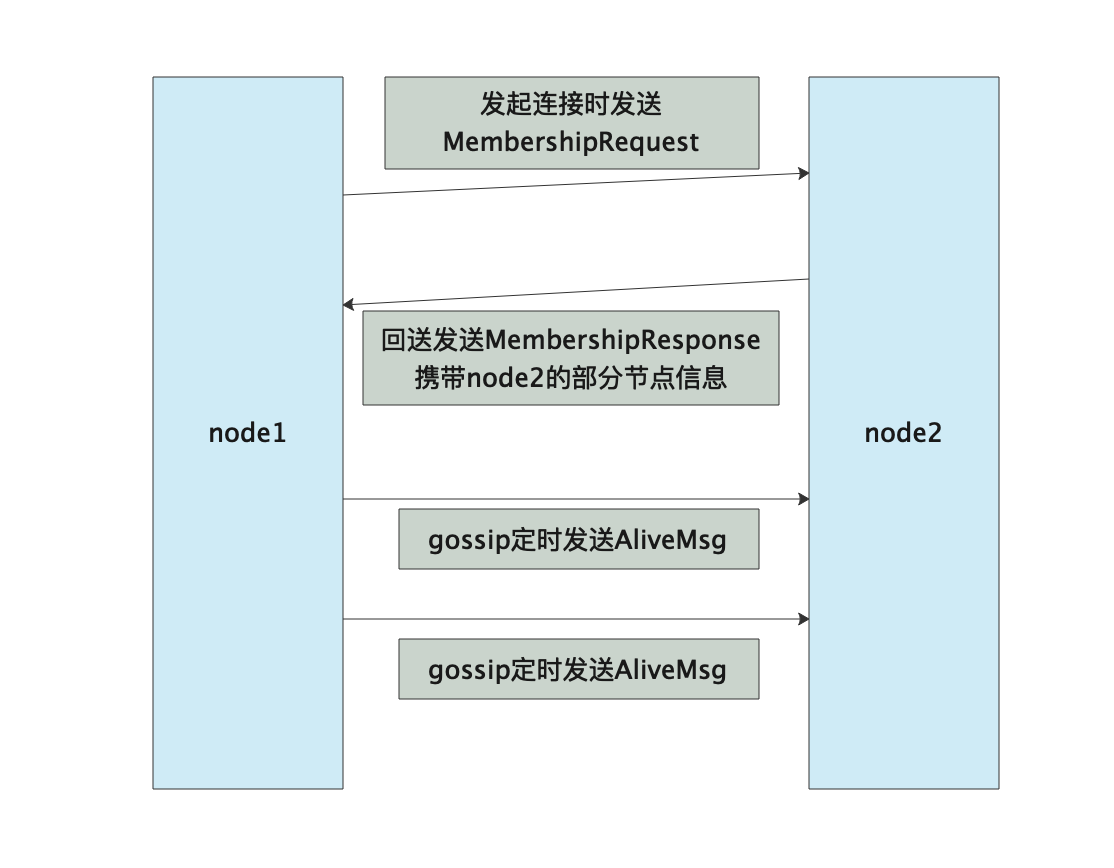 发起连接时发送
MembershipRequest
回送发送MembershipResponse
携带node2的部分节点信息
node1
node2
gossip定时发送AliveMsg
gossip定时发送AliveMsg